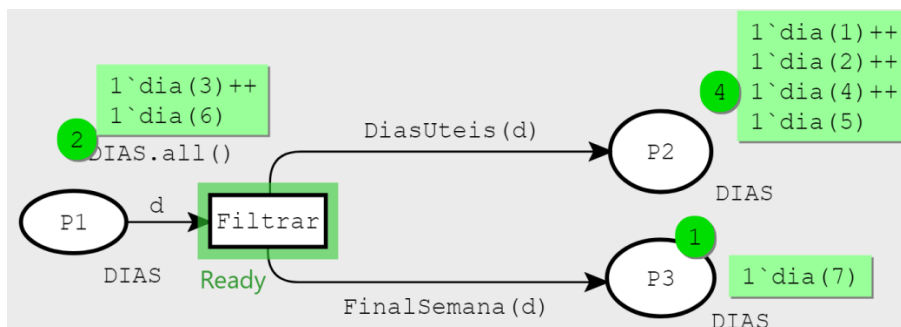 1`dia(3)++
1`dia(6)
2
DIAS.all()
P1
DIAS
d
Filtrar
Ready
DiasUteis(d)
FinalSemana(d)
1`dia(1)++
1`dia(2)++
1`dia(4)++
1`dia(5)
4
P2
DIAS
1
P3
1`dia(7)
DIAS